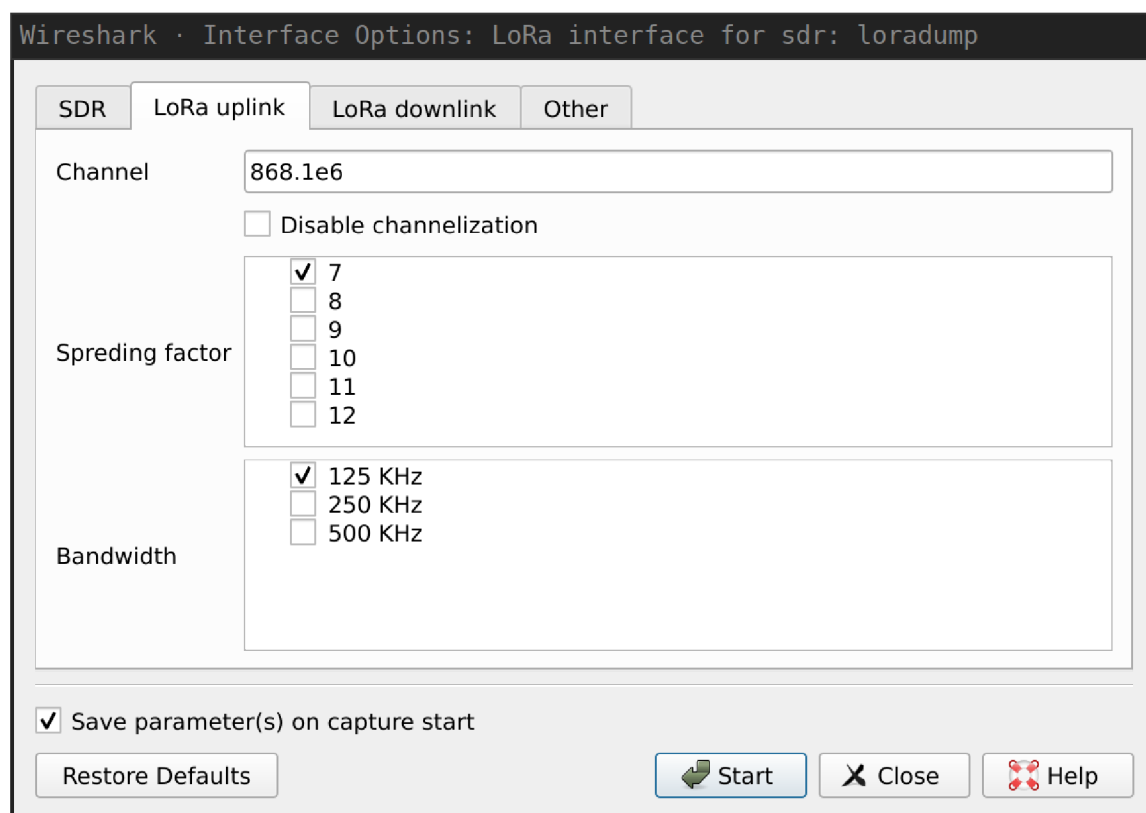 Wireshark · Interface Options: LoRa interface for sdr: loradump
SDR
LoRa uplink
LoRa downlink
Other
Channel
868.1e6
Disable channelization
Spreding factor
7
8
9
10
11
12
Bandwidth
125 KHz
250 KHz
500 KHz
Save parameter(s) on capture start
Restore Defaults
Start
Close
Help